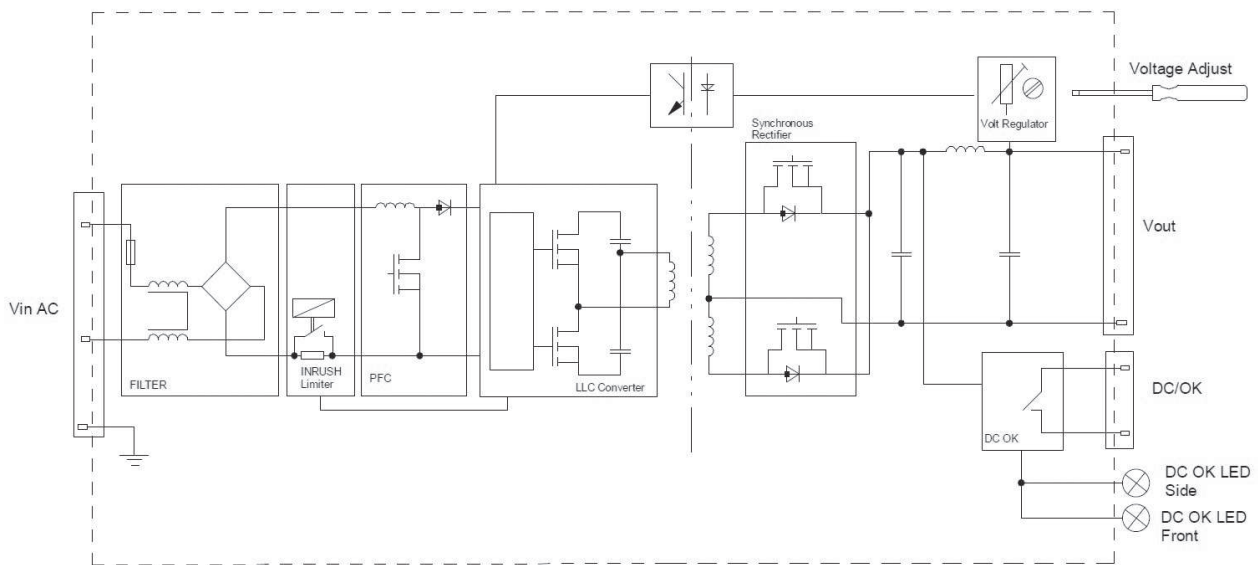 Voltage Adjust
Volt Regulator
Synchronous
Rectifier
Vin AC
Vout
FILTER
INRUSH
Limiter
PFC
LLC Converter
DC OK
DC/OK
DC OK LED
Side
DC OK LED
Front